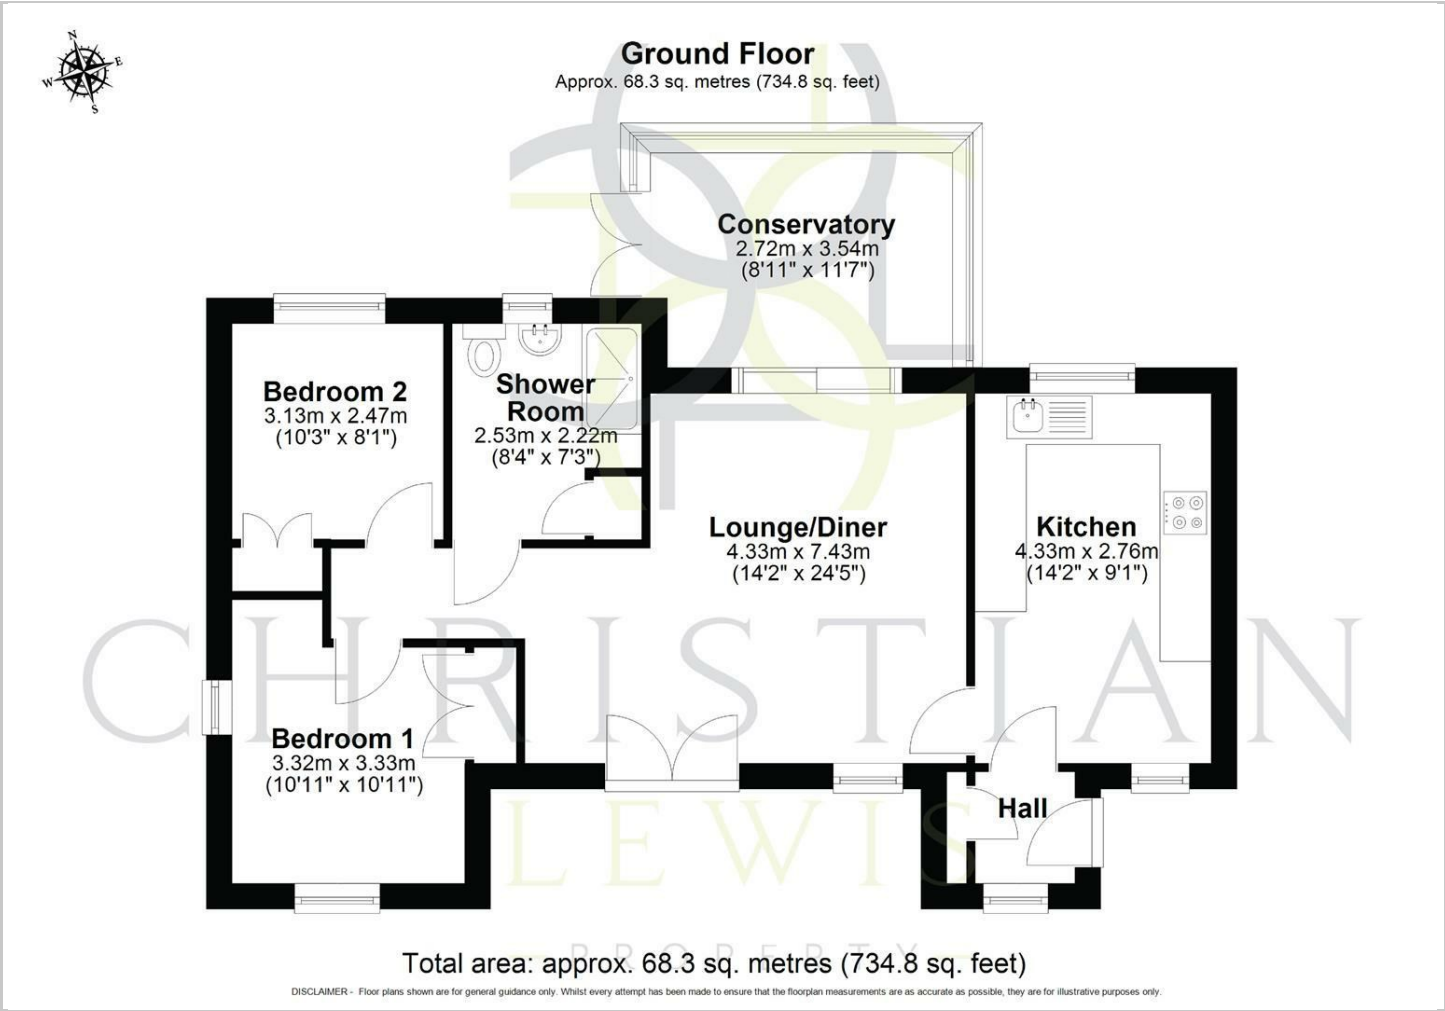 N
E
W
S
Ground Floor
Approx. 68.3 sq. metres (734.8 sq. feet)
Conservatory
2.72m x 3.54m
(8'11" x 11'7")
Bedroom 2
3.13m x 2.47m
(10'3" x 8'1")
Shower
Room
2.53m x 2.22m
(8'4" x 7'3")
Lounge/Diner
4.33m x 7.43m
(14'2" x 24'5")
Kitchen
4.33m x 2.76m
(14'2" x 9'1")
CHRISTIAN
Bedroom 1
3.32m x 3.33m
(10'11" x 10'11")
Hall
LEWIS
PROPERTY
Total area: approx. 68.3 sq. metres (734.8 sq. feet)
DISCLAIMER - Floor plans shown are for general guidance only. Whilst every attempt has been made to ensure that the floorplan measurements are as accurate as possible, they are for illustrative purposes only.